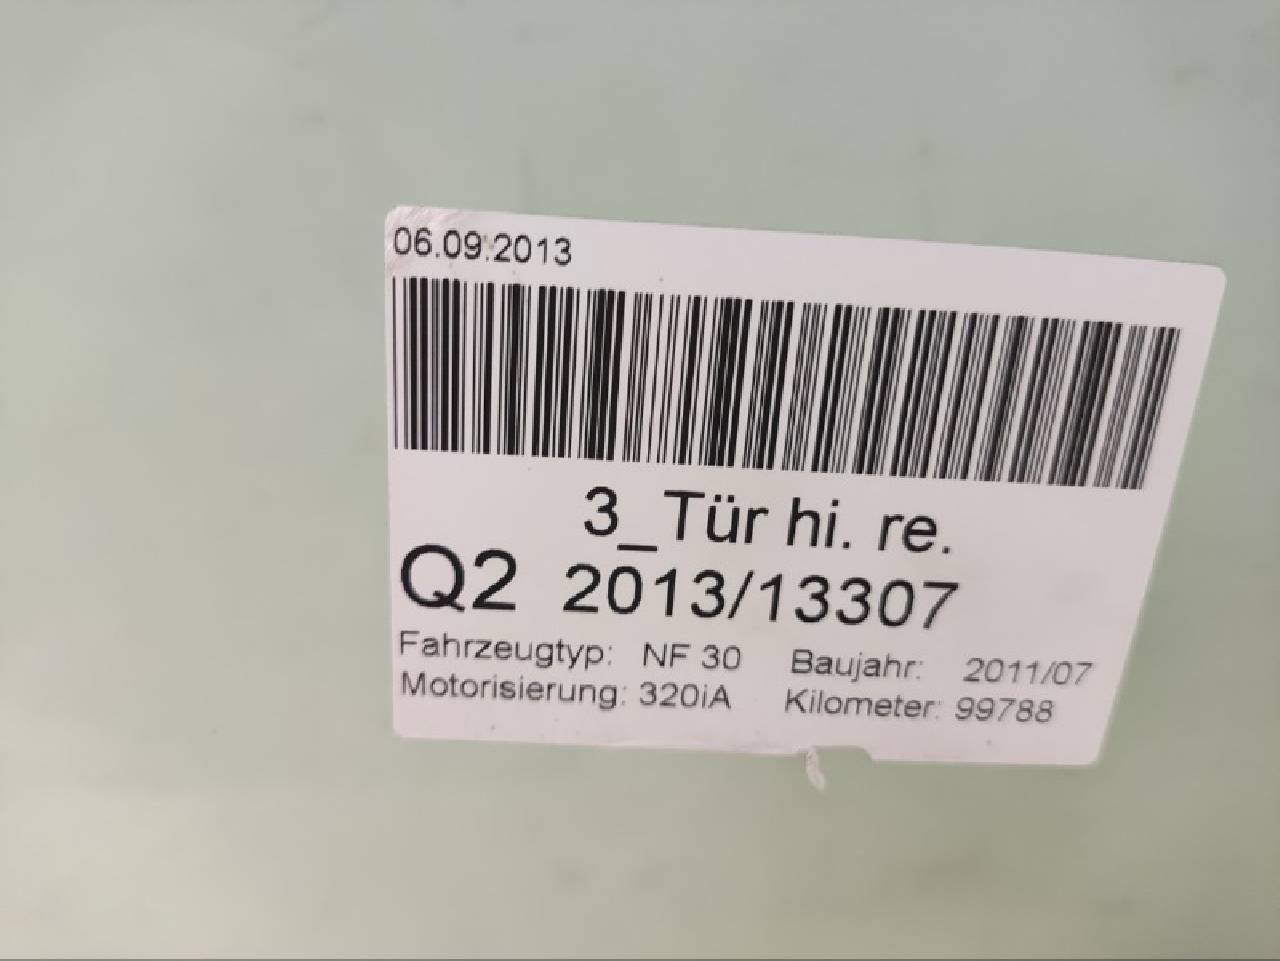 06.09.2013
3_Tür hi. re.
Q2 2013/13307
Fahrzeugtyp: NF 30 Baujahr: 2011/07
Motorisierung: 320iA Kilometer: 99788